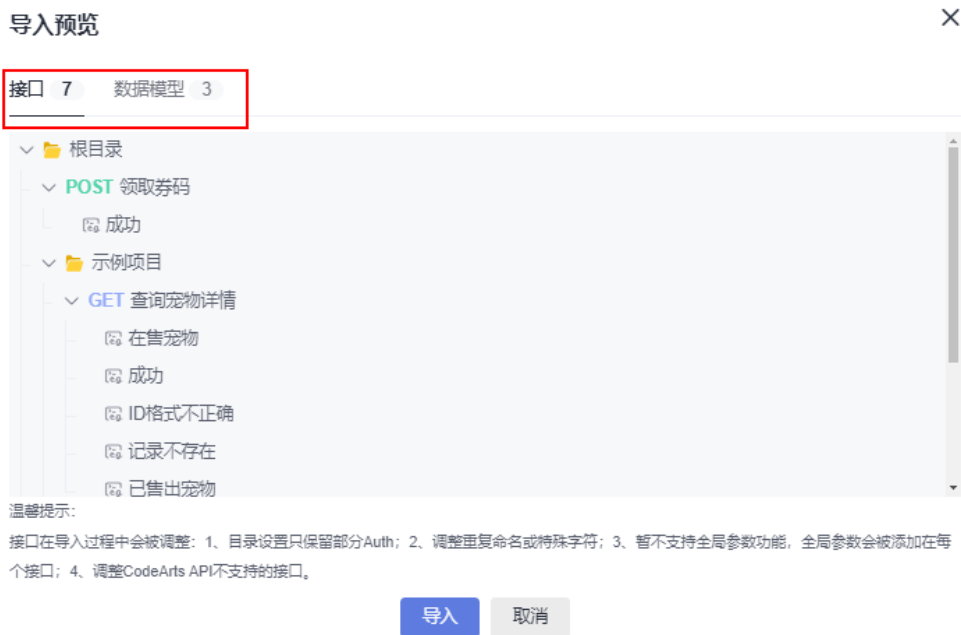 导入预览
接口 7 数据模型 3
根目录
POST 领取券码
成功
示例项目
GET 查询宠物详情
在售宠物
成功
ID格式不正确
记录不存在
已售出宠物
温馨提示：
接口在导入过程中会被调整：1、目录设置只保留部分Auth；2、调整重复命名或特殊字符；3、暂不支持全局参数功能，全局参数会被添加在每
个接口；4、调整CodeArts API不支持的接口。
导入 取消